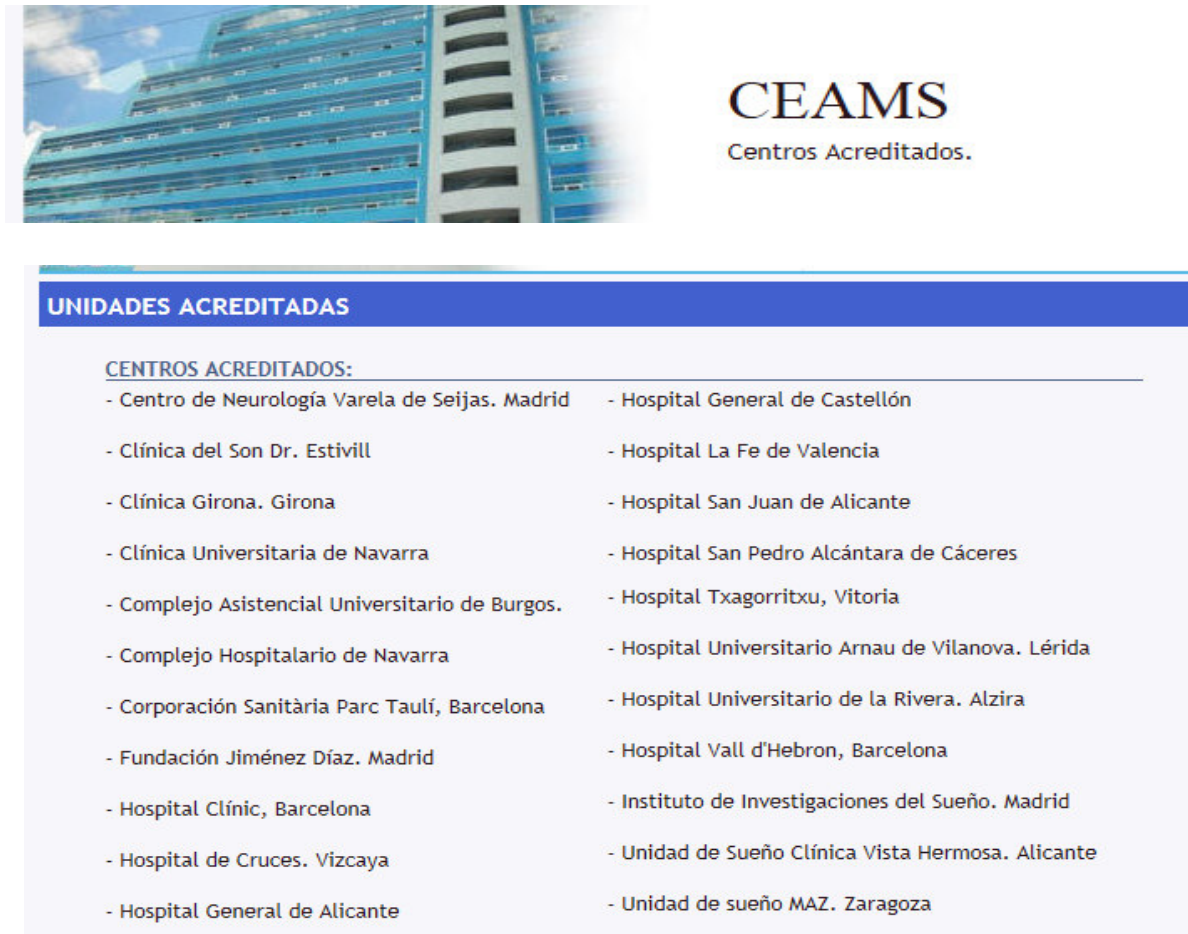 CEAMS
Centros Acreditados.
UNIDADES ACREDITADAS
CENTROS ACREDITADOS:
- Centro de Neurología Varela de Seijas. Madrid
- Clínica del Son Dr. Estivill
- Clínica Girona. Girona
- Clínica Universitaria de Navarra
- Complejo Asistencial Universitario de Burgos.
- Complejo Hospitalario de Navarra
- Corporación Sanitària Parc Taulí, Barcelona
- Fundación Jiménez Díaz. Madrid
- Hospital Clínic, Barcelona
- Hospital de Cruces. Vizcaya
- Hospital General de Alicante
- Hospital General de Castellón
- Hospital La Fe de Valencia
- Hospital San Juan de Alicante
- Hospital San Pedro Alcántara de Cáceres
- Hospital Txagorritxu, Vitoria
- Hospital Universitario Arnau de Vilanova. Lérida
- Hospital Universitario de la Rivera. Alzira
- Hospital Vall d'Hebron, Barcelona
- Instituto de Investigaciones del Sueño. Madrid
- Unidad de Sueño Clínica Vista Hermosa. Alicante
- Unidad de sueño MAZ. Zaragoza